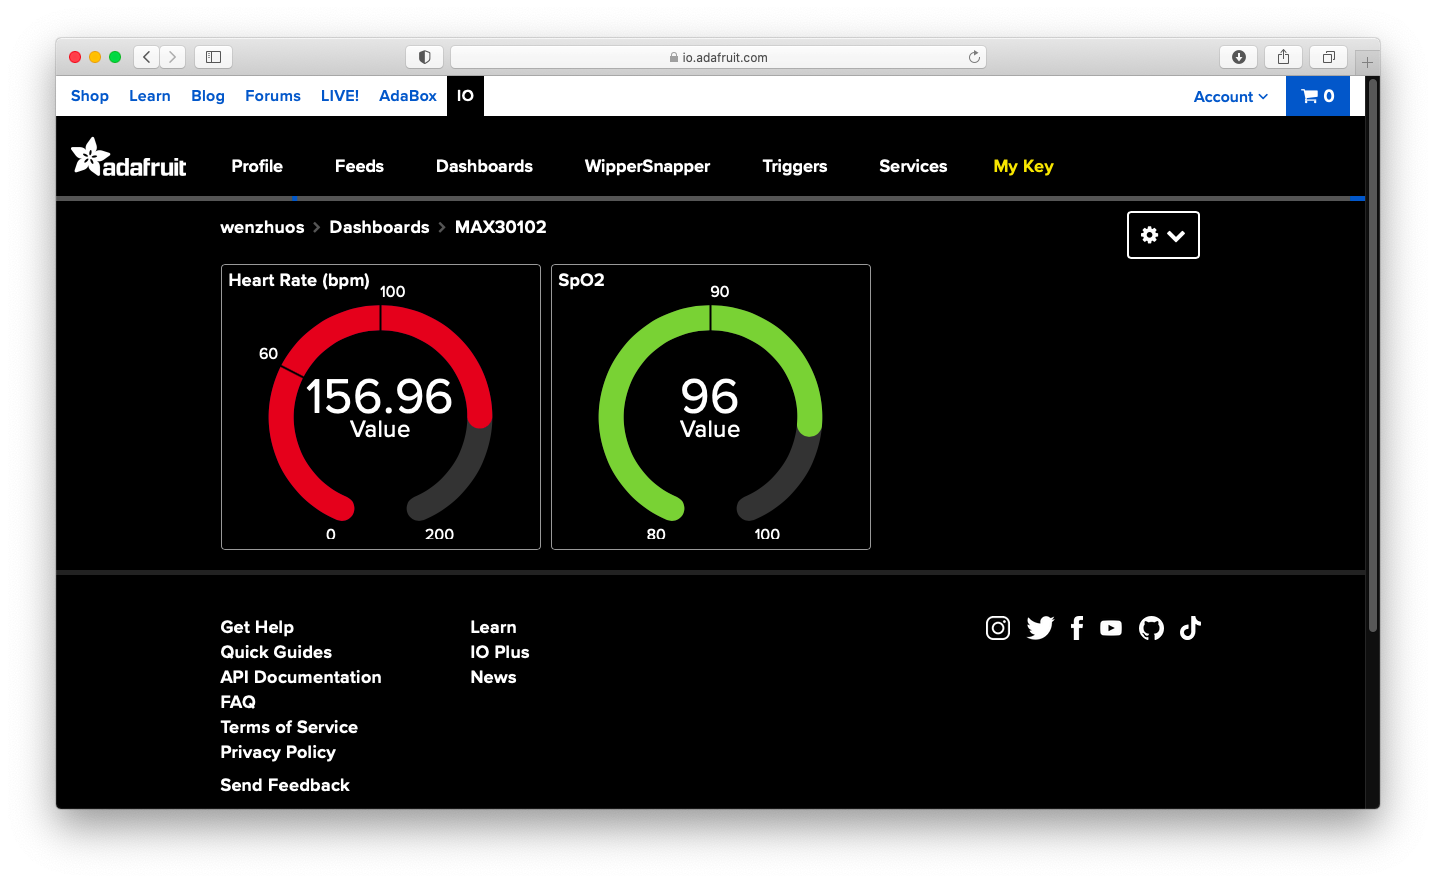 io.adafruit.com
Shop Learn Blog Forums LIVE! AdaBox IO Account 0
adafruit Profile Feeds Dashboards WipperSnapper Triggers Services My Key
wenzhuos > Dashboards > MAX30102
Heart Rate (bpm)
100
60
156.96
Value
0 200
SpO2
90
96
Value
80 100
Get Help
Quick Guides
API Documentation
FAQ
Terms of Service
Privacy Policy
Send Feedback
Learn
IO Plus
News